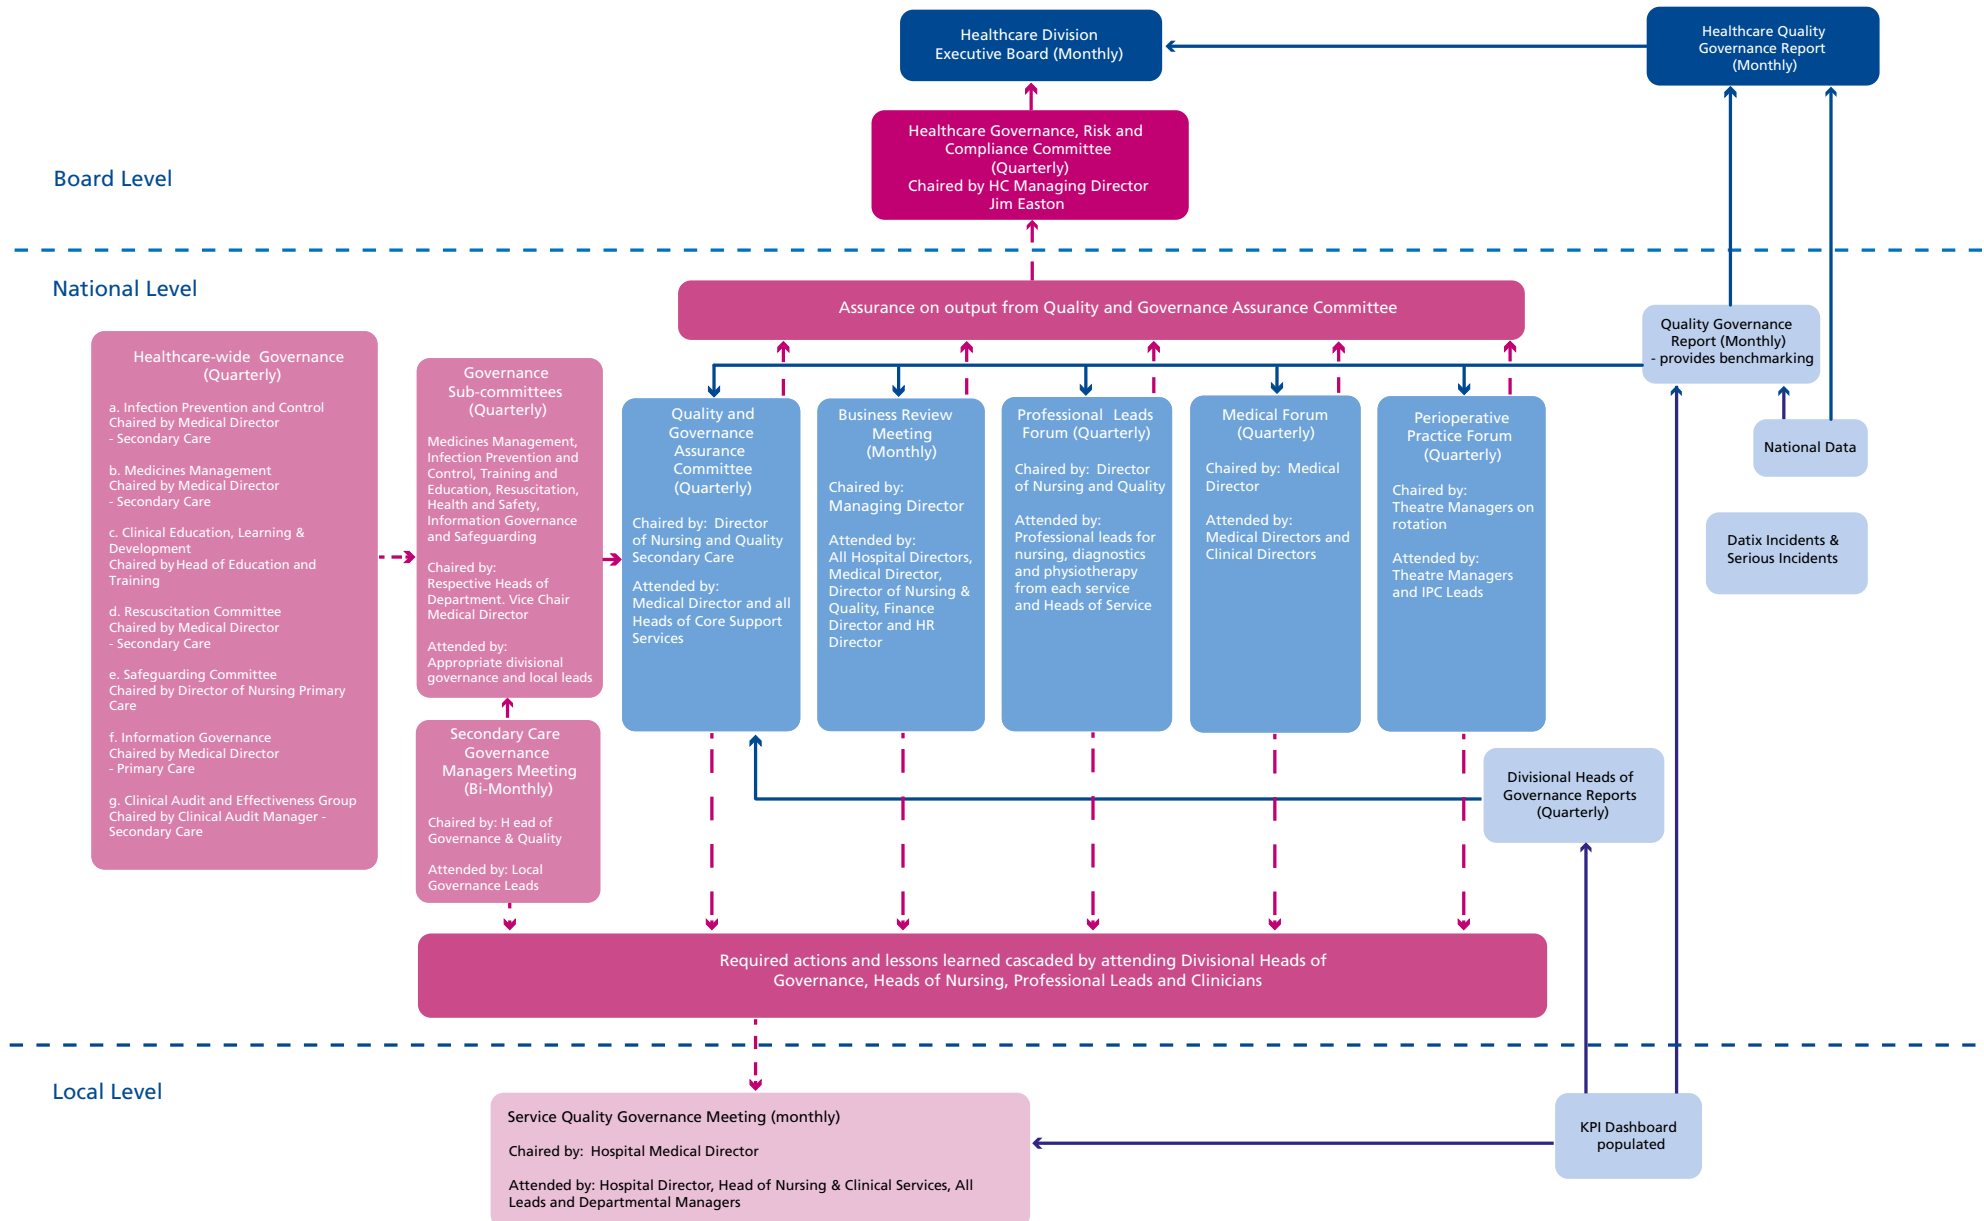 Healthcare Division
Executive Board (Monthly)
Healthcare Quality
Governance Report
(Monthly)
Healthcare Governance, Risk and
Compliance Committee
(Quarterly)
Chaired by HC Managing Director
Jim Easton
Board Level
National Level
Assurance on output from Quality and Governance Assurance Committee
Quality Governance
Report (Monthly)
- provides benchmarking
Healthcare-wide Governance
(Quarterly)
a. Infection Prevention and Control
Chaired by Medical Director
- Secondary Care
b. Medicines Management
Chaired by Medical Director
- Secondary Care
c. Clinical Education, Learning &
Development
Chaired by Head of Education and
Training
d. Rescuscitation Committee
Chaired by Medical Director
- Secondary Care
e. Safeguarding Committee
Chaired by Director of Nursing Primary
Care
f. Information Governance
Chaired by Medical Director
- Primary Care
g. Clinical Audit and Effectiveness Group
Chaired by Clinical Audit Manager -
Secondary Care
Governance
Sub-committees
(Quarterly)
Medicines Management,
Infection Prevention and
Control, Training and
Education, Resuscitation,
Health and Safety,
Information Governance
and Safeguarding
Chaired by:
Respective Heads of
Department. Vice Chair
Medical Director
Attended by:
Appropriate divisional
governance and local leads
Secondary Care
Governance
Managers Meeting
(Bi-Monthly)
Chaired by: H ead of
Governance & Quality
Attended by: Local
Governance Leads
Quality and
Governance
Assurance
Committee
(Quarterly)
Chaired by: Director
of Nursing and Quality
Secondary Care
Attended by:
Medical Director and all
Heads of Core Support
Services
Business Review
Meeting
(Monthly)
Chaired by:
Managing Director
Attended by:
All Hospital Directors,
Medical Director,
Director of Nursing &
Quality, Finance
Director and HR
Director
Professional Leads
Forum (Quarterly)
Chaired by: Director
of Nursing and Quality
Attended by:
Professional leads for
nursing, diagnostics
and physiotherapy
from each service
and Heads of Service
Medical Forum
(Quarterly)
Chaired by: Medical
Director
Attended by:
Medical Directors and
Clinical Directors
Perioperative
Practice Forum
(Quarterly)
Chaired by:
Theatre Managers on
rotation
Attended by:
Theatre Managers
and IPC Leads
National Data
Datix Incidents &
Serious Incidents
Divisional Heads of
Governance Reports
(Quarterly)
Required actions and lessons learned cascaded by attending Divisional Heads of
Governance, Heads of Nursing, Professional Leads and Clinicians
Local Level
Service Quality Governance Meeting (monthly)
Chaired by: Hospital Medical Director
Attended by: Hospital Director, Head of Nursing & Clinical Services, All
Leads and Departmental Managers
KPI Dashboard
populated